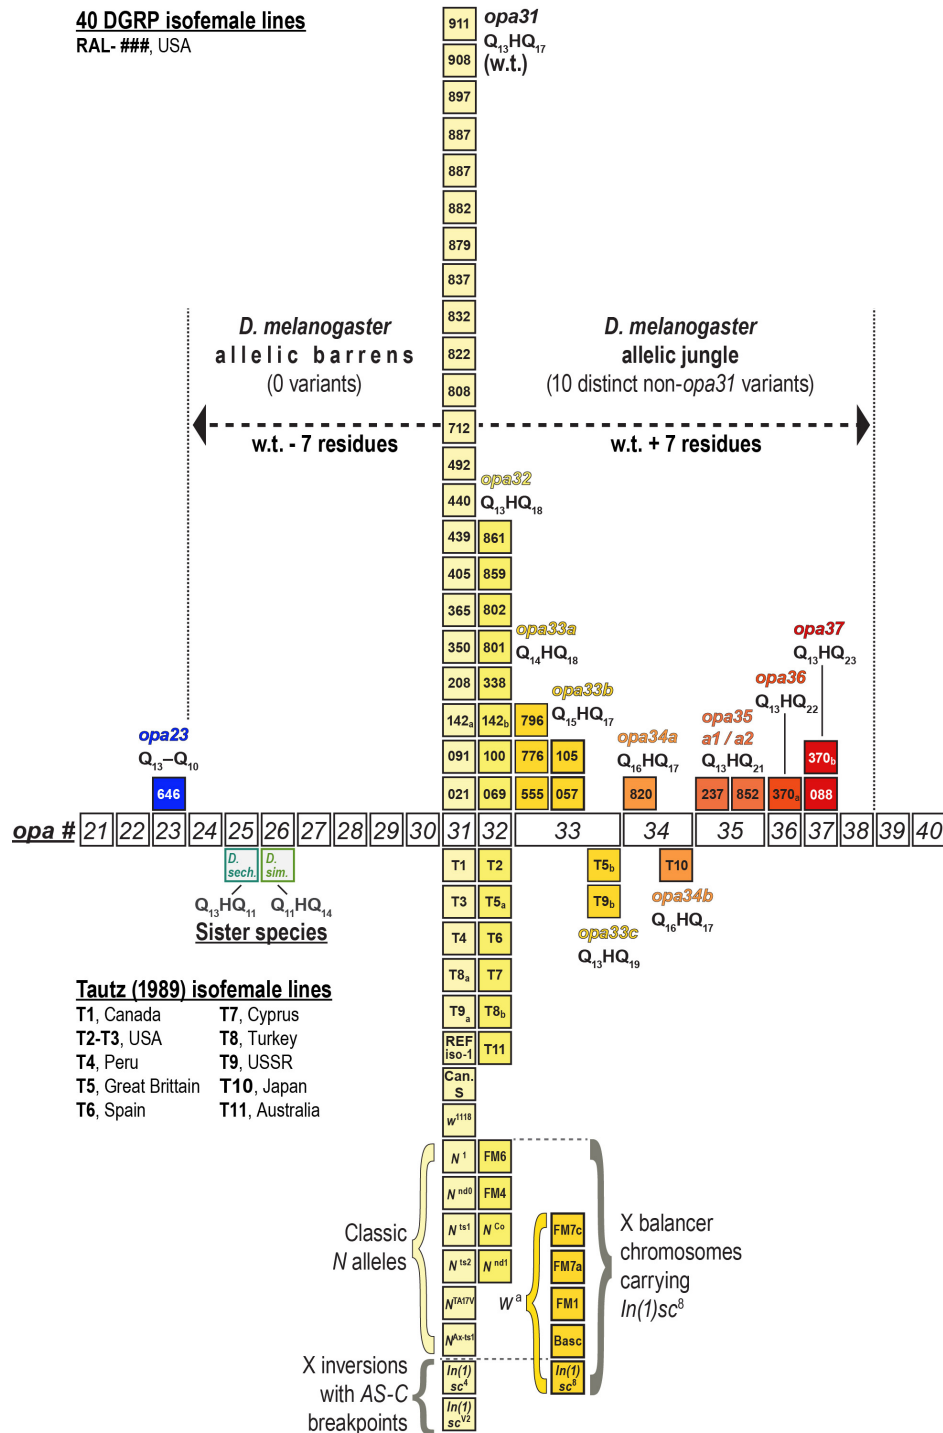 40 DGRP isofemale lines
RAL- ###, USA
911
908
897
887
887
882
879
837
832
822
808
712
492
440
439
405
365
350
208
142a
091
021
opa31
Q13HQ17
(w.t.)
D. melanogaster
allelic barrens
(0 variants)
w.t. - 7 residues
D. melanogaster
allelic jungle
(10 distinct non-opa31 variants)
w.t. + 7 residues
opa32
Q13HQ18
861
859
802
801
338
142b
100
069
opa33a
Q14HQ18
796
776
555
opa33b
Q15HQ17
105
057
opa34a
Q16HQ17
820
opa35
a1 / a2
Q13HQ21
237 852
opa36
Q13HQ22
370a
opa37
Q13HQ23
370b
088
opa23
Q13–Q10
646
opa # 21 22 23 24 25 26 27 28 29 30 31 32 33 34 35 36 37 38 39 40
D. sech.
D. sim.
Q13HQ11 Q11HQ14
Sister species
T1
T3
T4
T8a
T9a
REF iso-1
Can. S
w1118
N1
Nnd0
Nts1
Nts2
NTA17V
NAx-ts1
In(1) sc4
In(1) scV2
T2
T5a
T6
T7
T8b
T11
FM6
FM4
NCo
Nnd1
T5b
T9b
opa33c
Q13HQ19
T10
opa34b
Q16HQ17
FM7c
FM7a
FM1
Basc
In(1) sc8
Tautz (1989) isofemale lines
T1, Canada
T2-T3, USA
T4, Peru
T5, Great Brittain
T6, Spain
T7, Cyprus
T8, Turkey
T9, USSR
T10, Japan
T11, Australia
Classic
N alleles
wa
X balancer
chromosomes
carrying
In(1)sc8
X inversions
with AS-C
breakpoints